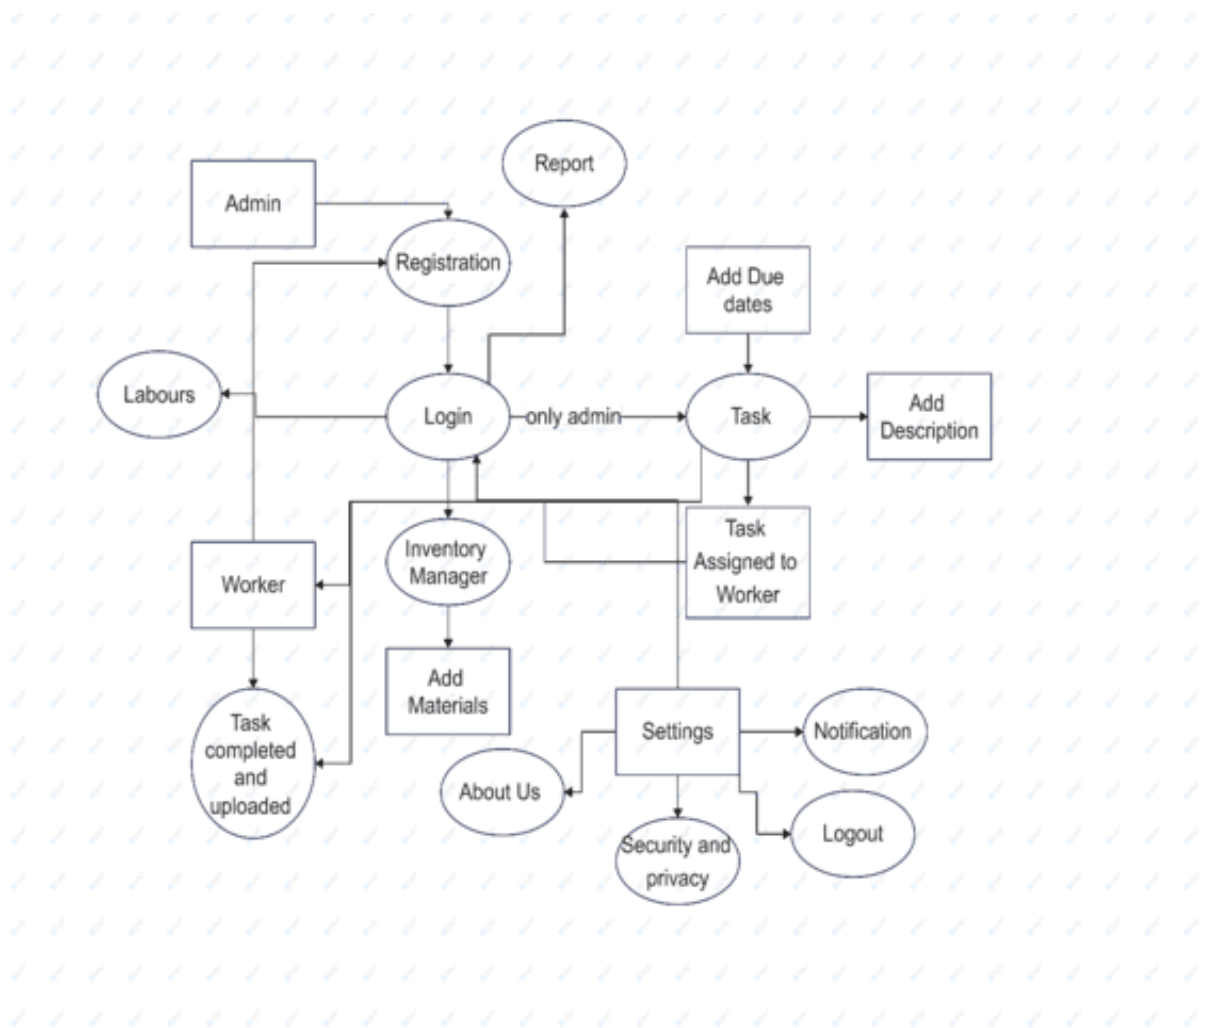 Report
Admin
Registration
Add Due
dates
Labours
Login
only admin
Task
Add
Description
Inventory
Manager
Task
Assigned to
Worker
Worker
Add
Materials
Task
completed
and
uploaded
Settings
Notification
About Us
Logout
Security and
privacy